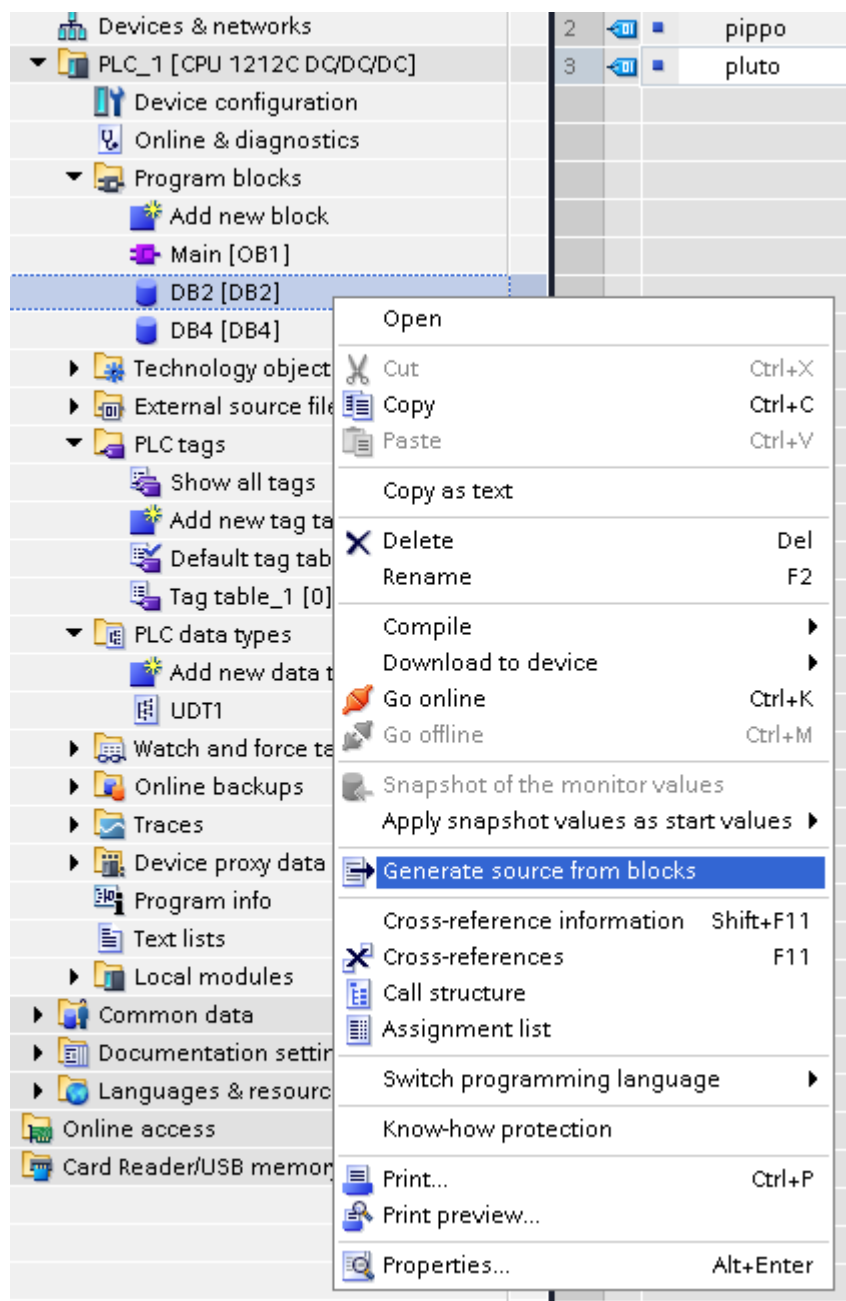 Devices & networks
PLC_1 [CPU 1212C DC/DC/DC]
Device configuration
Online & diagnostics
Program blocks
Add new block
Main [OB1]
DB2 [DB2]
DB4 [DB4]
Technology object
External source file
PLC tags
Show all tags
Add new tag ta
Default tag tab
Tag table_1 [0]
PLC data types
Add new data t
UDT1
Watch and force ta
Online backups
Traces
Device proxy data
Program info
Text lists
Local modules
Common data
Documentation settin
Languages & resourc
Online access
Card Reader/USB memory
2 pippo
3 pluto
Open
Cut Ctrl+X
Copy Ctrl+C
Paste Ctrl+V
Copy as text
Delete Del
Rename F2
Compile
Download to device
Go online Ctrl+K
Go offline Ctrl+M
Snapshot of the monitor values
Apply snapshot values as start values
Generate source from blocks
Cross-reference information Shift+F11
Cross-references F11
Call structure
Assignment list
Switch programming language
Know-how protection
Print... Ctrl+P
Print preview...
Properties... Alt+Enter